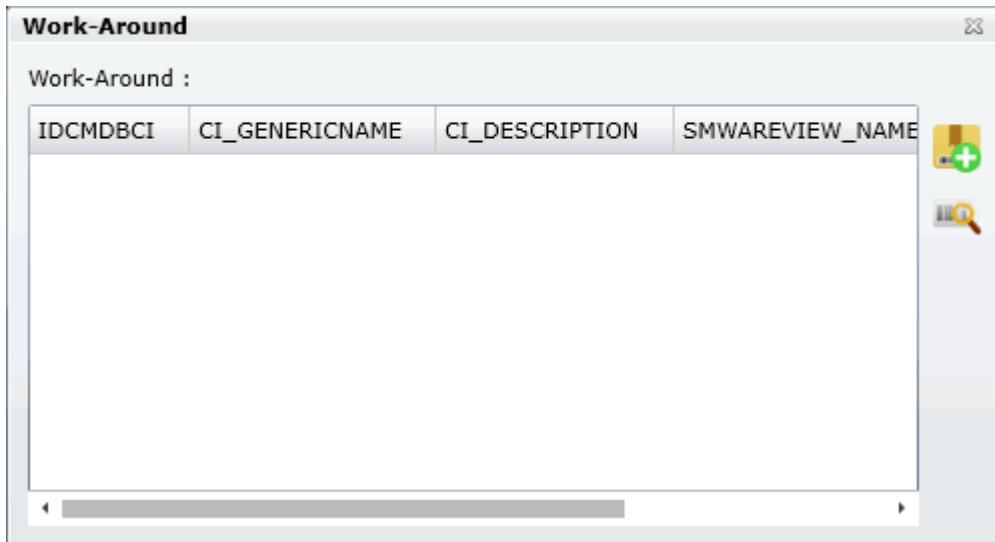 Work-Around
Work-Around :
IDCMDBCI CI_GENERICNAME CI_DESCRIPTION SMWAREVIEW_NAME